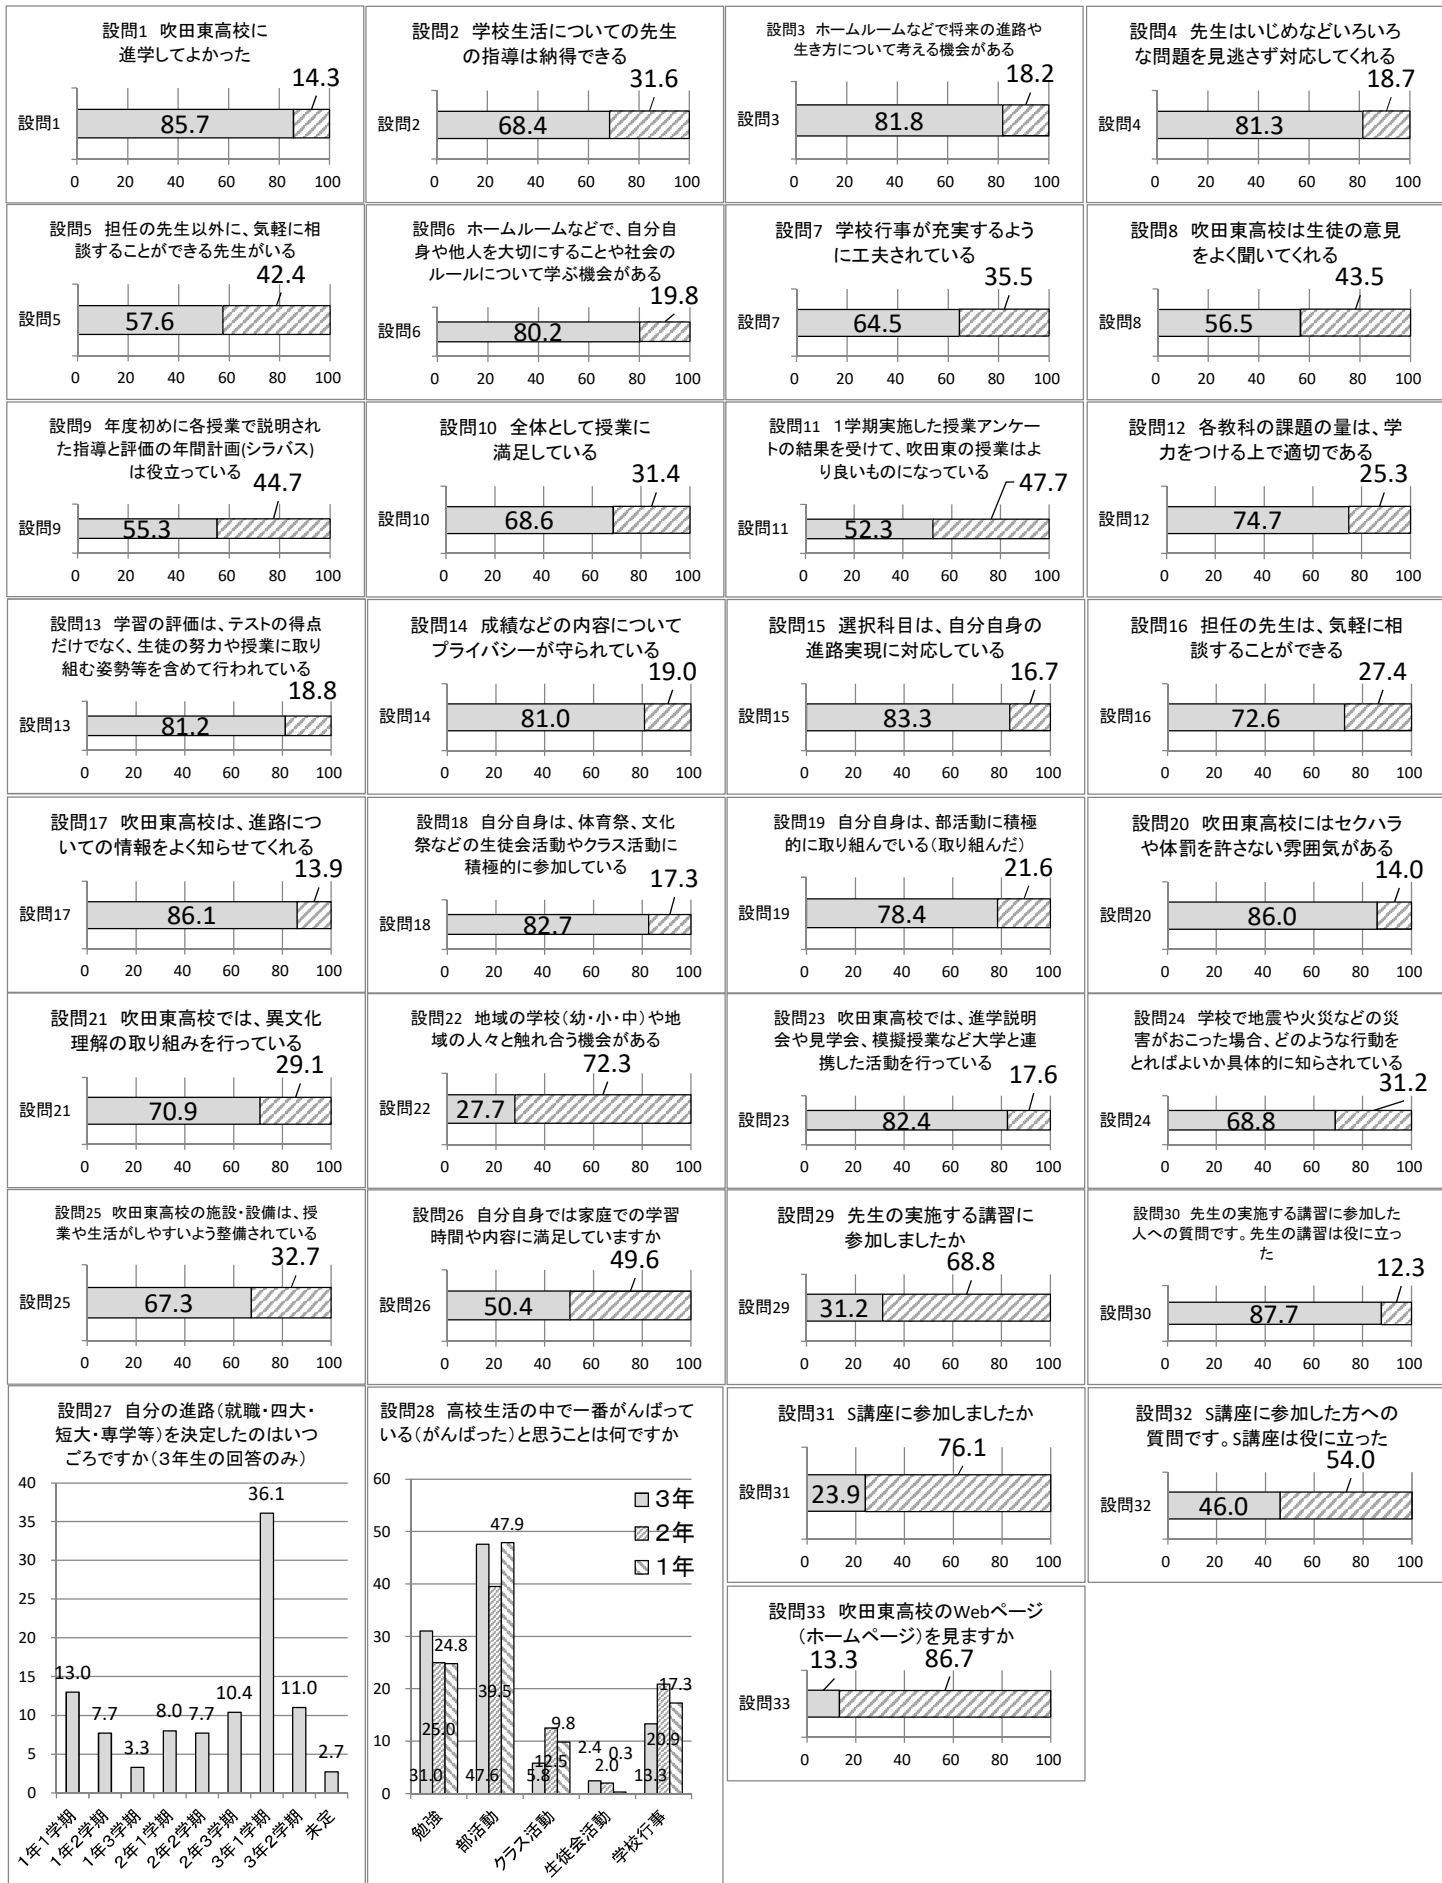 設問1 吹田東高校に
進学してよかった
14.3
設問1
85.7
0 20 40 60 80 100
設問2 学校生活についての先生
の指導は納得できる
31.6
設問2
68.4
0 20 40 60 80 100
設問3 ホームルームなどで将来の進路や
生き方について考える機会がある
18.2
設問3
81.8
0 20 40 60 80 100
設問4 先生はいじめなどいろいろ
な問題を見逃さず対応してくれる
18.7
設問4
81.3
0 20 40 60 80 100
設問5 担任の先生以外に、気軽に相
談することができる先生がいる
42.4
設問5
57.6
0 20 40 60 80 100
設問6 ホームルームなどで、自分自
身や他人を大切にすることや社会の
ルールについて学ぶ機会がある
19.8
設問6
80.2
0 20 40 60 80 100
設問7 学校行事が充実するよう
に工夫されている
35.5
設問7
64.5
0 20 40 60 80 100
設問8 吹田東高校は生徒の意見
をよく聞いてくれる
43.5
設問8
56.5
0 20 40 60 80 100
設問9 年度初めに各授業で説明され
た指導と評価の年間計画(シラバス)
は役立っている
44.7
設問9
55.3
0 20 40 60 80 100
設問10 全体として授業に
満足している
31.4
設問10
68.6
0 20 40 60 80 100
設問11 1学期実施した授業アンケー
トの結果を受けて、吹田東の授業はよ
り良いものになっている
47.7
設問11
52.3
0 20 40 60 80 100
設問12 各教科の課題の量は、学
力をつける上で適切である
25.3
設問12
74.7
0 20 40 60 80 100
設問13 学習の評価は、テストの得点
だけでなく、生徒の努力や授業に取り
組む姿勢等を含めて行われている
18.8
設問13
81.2
0 20 40 60 80 100
設問14 成績などの内容について
プライバシーが守られている
19.0
設問14
81.0
0 20 40 60 80 100
設問15 選択科目は、自分自身の
進路実現に対応している
16.7
設問15
83.3
0 20 40 60 80 100
設問16 担任の先生は、気軽に相
談することができる
27.4
設問16
72.6
0 20 40 60 80 100
設問17 吹田東高校は、進路につ
いての情報をよく知らせてくれる
13.9
設問17
86.1
0 20 40 60 80 100
設問18 自分自身は、体育祭、文化
祭などの生徒会活動やクラス活動に
積極的に参加している
17.3
設問18
82.7
0 20 40 60 80 100
設問19 自分自身は、部活動に積極
的に取り組んでいる(取り組んだ)
21.6
設問19
78.4
0 20 40 60 80 100
設問20 吹田東高校にはセクハラ
や体罰を許さない雰囲気がある
14.0
設問20
86.0
0 20 40 60 80 100
設問21 吹田東高校では、異文化
理解の取り組みを行っている
29.1
設問21
70.9
0 20 40 60 80 100
設問22 地域の学校(幼・小・中)や地
域の人々と触れ合う機会がある
72.3
設問22
27.7
0 20 40 60 80 100
設問23 吹田東高校では、進学説明
会や見学会、模擬授業など大学と連
携した活動を行っている
17.6
設問23
82.4
0 20 40 60 80 100
設問24 学校で地震や火災などの災
害がおこった場合、どのような行動を
とればよいか具体的に知らされている
31.2
設問24
68.8
0 20 40 60 80 100
設問25 吹田東高校の施設・設備は、授
業や生活がしやすいよう整備されている
32.7
設問25
67.3
0 20 40 60 80 100
設問26 自分自身では家庭での学習
時間や内容に満足していますか
49.6
設問26
50.4
0 20 40 60 80 100
設問29 先生の実施する講習に
参加しましたか
68.8
設問29
31.2
0 20 40 60 80 100
設問30 先生の実施する講習に参加した
人への質問です。先生の講習は役に立っ
た
12.3
設問30
87.7
0 20 40 60 80 100
設問27 自分の進路(就職・四大・
短大・専学等)を決定したのはいつ
ごろですか(3年生の回答のみ)
40
35
30
25
20
15
10
5
0
13.0
7.7
3.3
8.0
7.7
10.4
36.1
11.0
2.7
1年1学期
1年2学期
1年3学期
2年1学期
2年2学期
2年3学期
3年1学期
3年2学期
未定
設問28 高校生活の中で一番がんばって
いる(がんばった)と思うことは何ですか
60
50
40
30
20
10
0
3年
2年
1年
31.0
25.0
24.8
47.6
39.5
47.9
5.8
12.5
9.8
2.4
2.0
0.3
13.3
20.9
17.3
勉強
部活動
クラス活動
生徒会活動
学校行事
設問31 S講座に参加しましたか
76.1
設問31
23.9
0 20 40 60 80 100
設問32 S講座に参加した方への
質問です。S講座は役に立った
54.0
設問32
46.0
0 20 40 60 80 100
設問33 吹田東高校のWebページ
(ホームページ)を見ますか
13.3 86.7
設問33
0 20 40 60 80 100